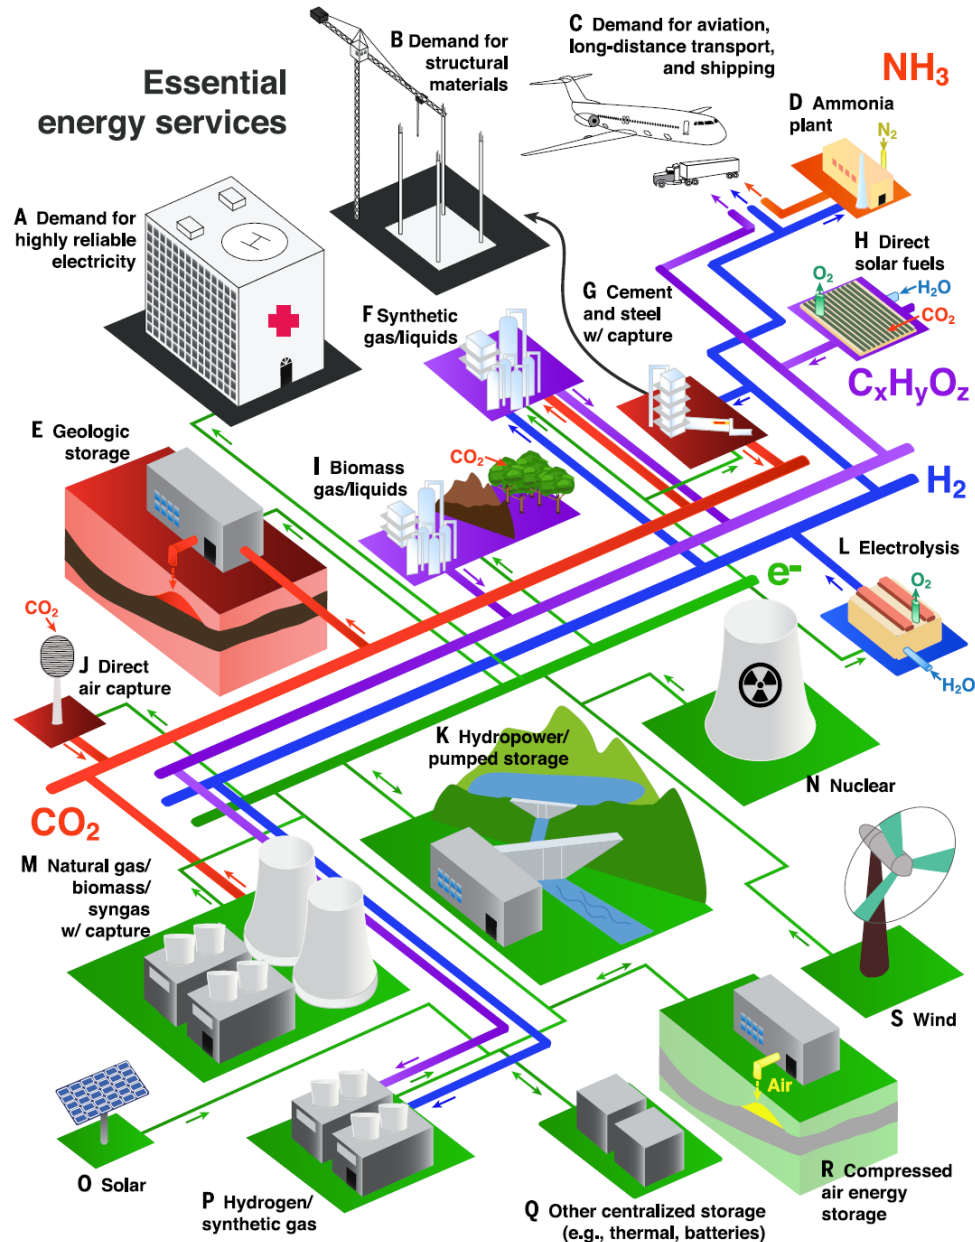 Essential
energy services
A Demand for
highly reliable
electricity
B Demand for
structural
materials
C Demand for aviation,
long-distance transport,
and shipping
NH3
D Ammonia
plant
N2
H
E Geologic
storage
F Synthetic
gas/liquids
G Cement
and steel
w/ capture
H Direct
solar fuels
O2
H2O
CO2
CxHyOz
I Biomass
gas/liquids
CO2
H2
L Electrolysis
O2
H2O
e-
CO2
J Direct
air capture
K Hydropower/
pumped storage
N Nuclear
CO2
M Natural gas/
biomass/
syngas
w/ capture
S Wind
O Solar
P Hydrogen/
synthetic gas
Q Other centralized storage
(e.g., thermal, batteries)
Air
R Compressed
air energy
storage